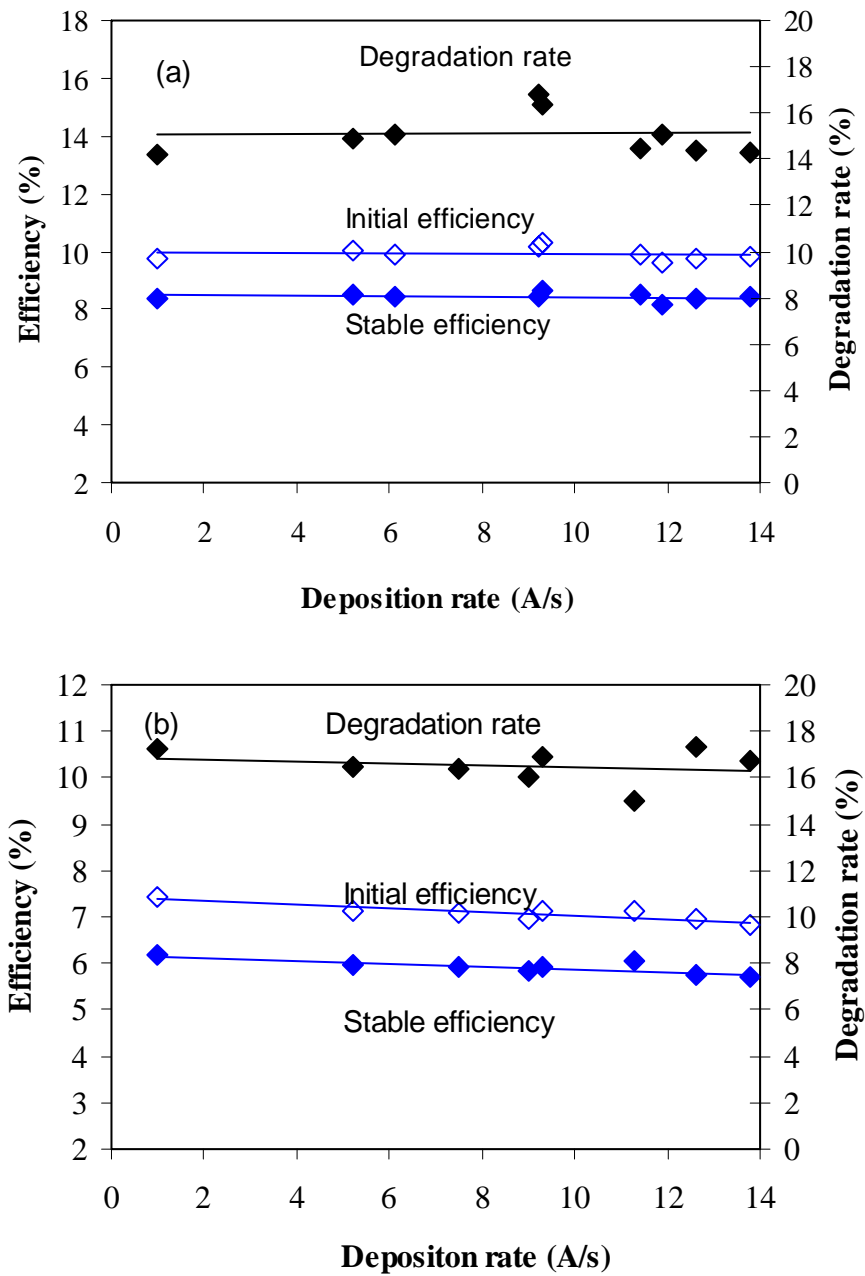 18
16
14
12
10
8
6
4
2
Efficiency (%)
(a)
Degradation rate
Initial efficiency
Stable efficiency
20
18
16
14
12
10
8
6
4
2
0
Degradation rate (%)
0 2 4 6 8 10 12 14
Deposition rate (A/s)
12
11
10
9
8
7
6
5
4
3
2
Efficiency (%)
(b)
Degradation rate
Initial efficiency
Stable efficiency
20
18
16
14
12
10
8
6
4
2
0
Degradation rate (%)
0 2 4 6 8 10 12 14
Depositon rate (A/s)